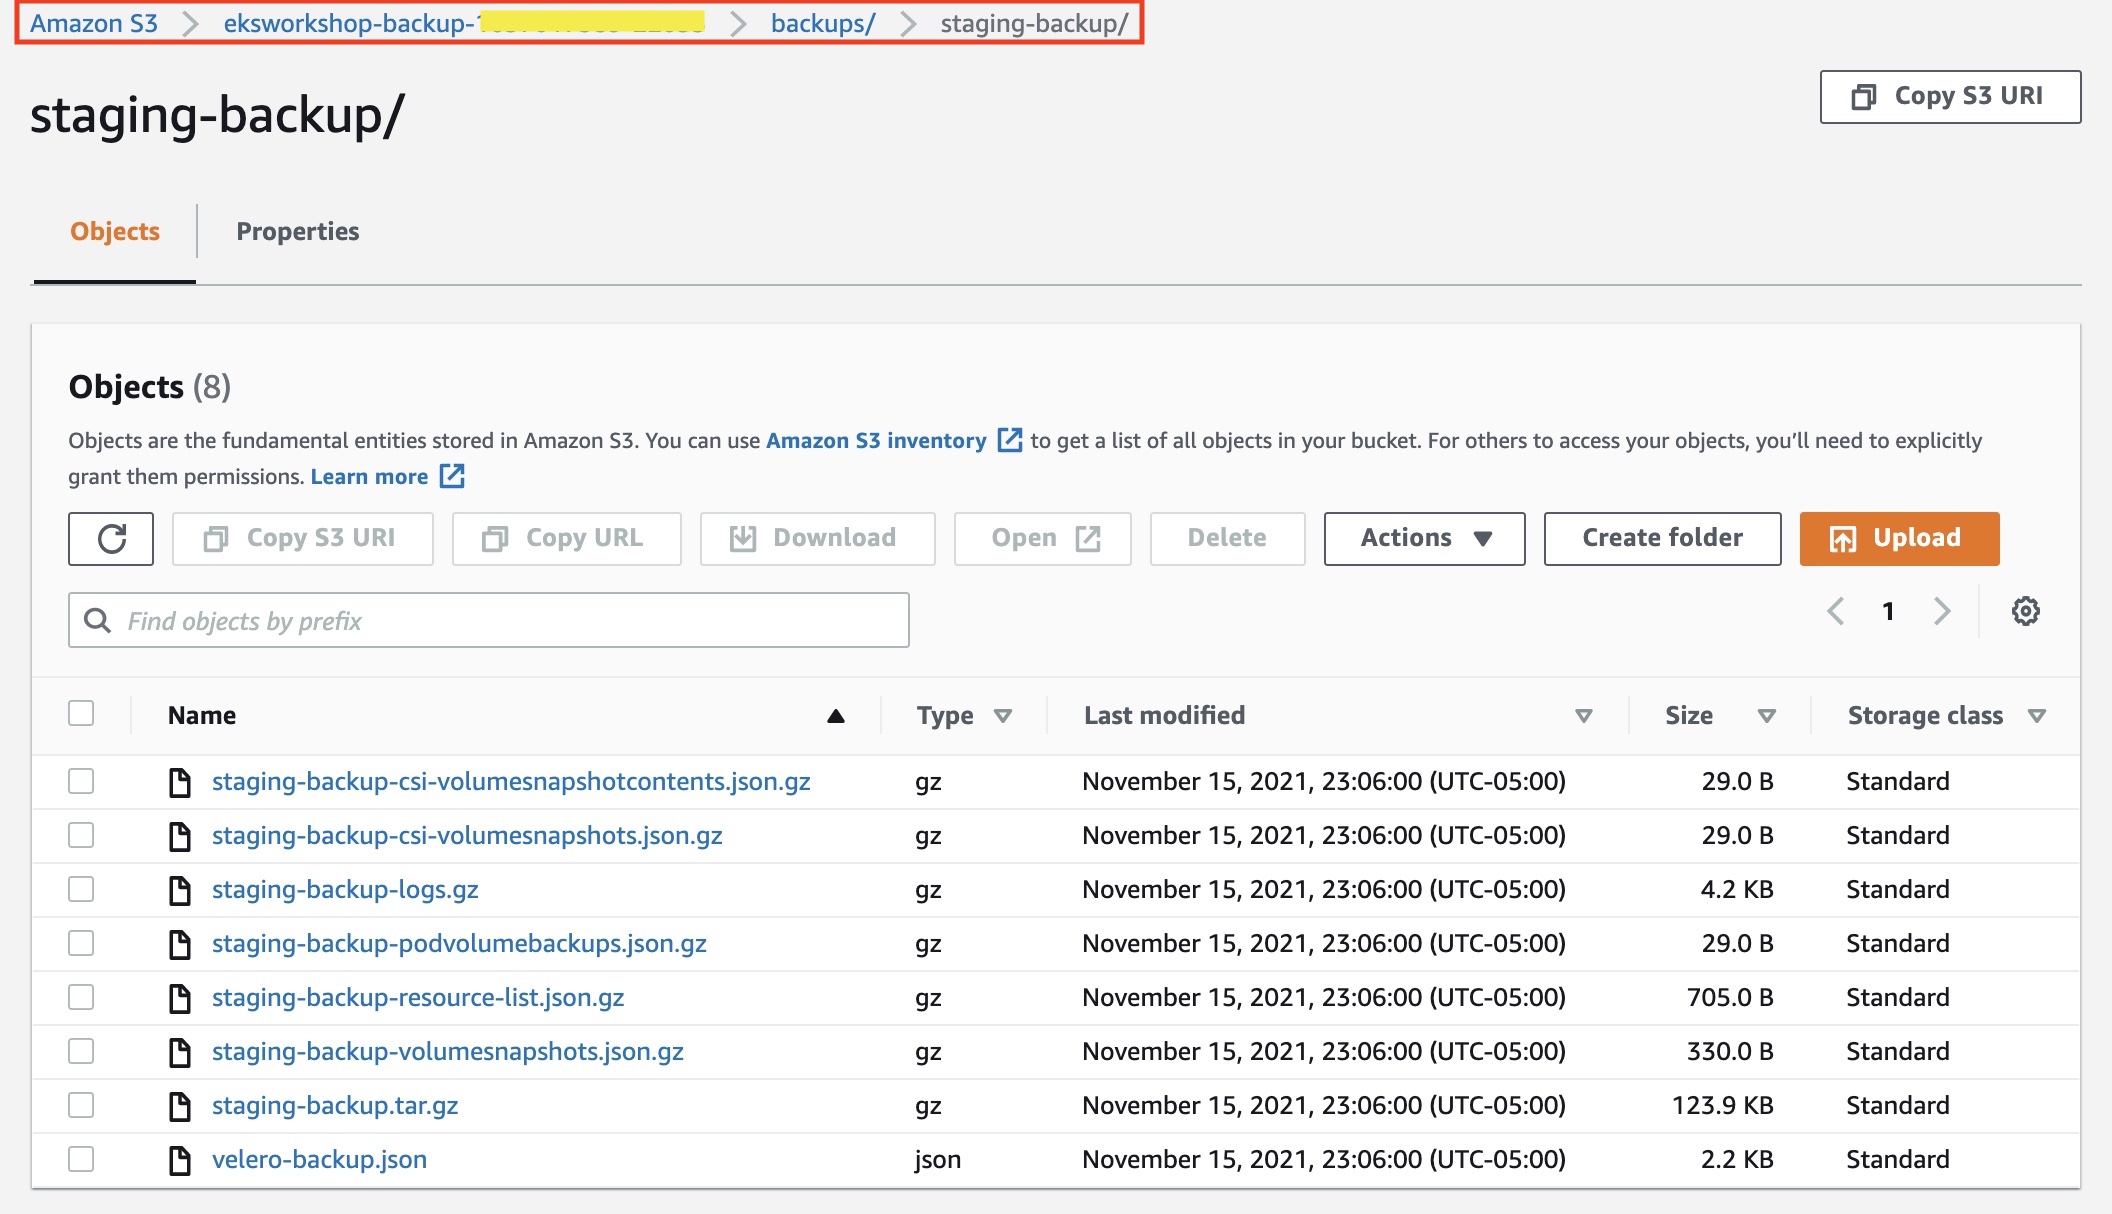 Amazon S3 > eksworkshop-backup- > backups/ > staging-backup/
staging-backup/
Copy S3 URI
Objects
Properties
Objects (8)
Objects are the fundamental entities stored in Amazon S3. You can use Amazon S3 inventory to get a list of all objects in your bucket. For others to access your objects, you'll need to explicitly
grant them permissions. Learn more
Copy S3 URI Copy URL Download Open Delete Actions Create folder Upload
Find objects by prefix
1
Name Type Last modified Size Storage class
staging-backup-csi-volumesnapshotcontents.json.gz gz November 15, 2021, 23:06:00 (UTC-05:00) 29.0 B Standard
staging-backup-csi-volumesnapshots.json.gz gz November 15, 2021, 23:06:00 (UTC-05:00) 29.0 B Standard
staging-backup-logs.gz gz November 15, 2021, 23:06:00 (UTC-05:00) 4.2 KB Standard
staging-backup-podvolumebackups.json.gz gz November 15, 2021, 23:06:00 (UTC-05:00) 29.0 B Standard
staging-backup-resource-list.json.gz gz November 15, 2021, 23:06:00 (UTC-05:00) 705.0 B Standard
staging-backup-volumesnapshots.json.gz gz November 15, 2021, 23:06:00 (UTC-05:00) 330.0 B Standard
staging-backup.tar.gz gz November 15, 2021, 23:06:00 (UTC-05:00) 123.9 KB Standard
velero-backup.json json November 15, 2021, 23:06:00 (UTC-05:00) 2.2 KB Standard